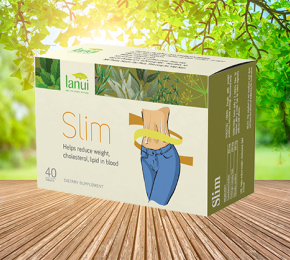 lanui
Slim
Helps reduce weight,
cholesterol, lipid in blood
40
DIETARY SUPPLEMENT
Slim